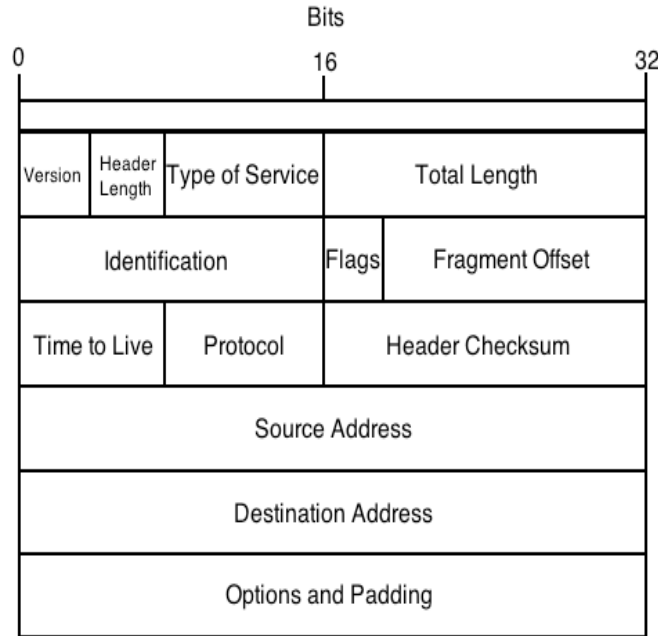 Bits
0 16 32
Version Header Length Type of Service Total Length
Identification Flags Fragment Offset
Time to Live Protocol Header Checksum
Source Address
Destination Address
Options and Padding